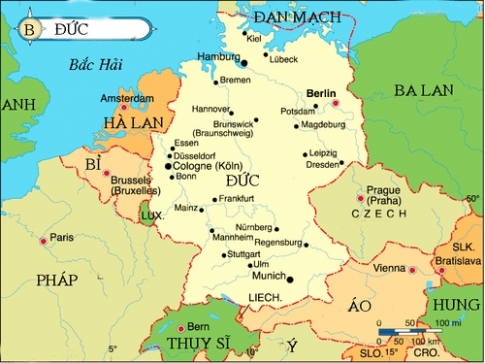 B ĐỨC
ĐAN MẠCH
Kiel
Bắc Hải
Lübeck
Hamburg
Bremen
Berlin
BA LAN
ANH
Amsterdam
HÀ LAN
Hannover
Potsdam
Brunswick
(Braunschweig)
Magdeburg
Essen
Düsseldorf
Cologne (Köln)
Bonn
Leipzig
Dresden
BỈ
Brussels
(Bruxelles)
ĐỨC
Frankfurt
Prague
(Praha)
CZECH
LUX.
Mainz
Paris
Mannheim
Nürnberg
Regensburg
SLK.
Stuttgart
Ulm
Munich
Vienna
Bratislava
PHÁP
LIECH.
ÁO
HUNG
Bern
THỤY SĨ
Ý
0 50 100 mi
0 50 100 km
5°
10°
SLO.
15°
CRO.